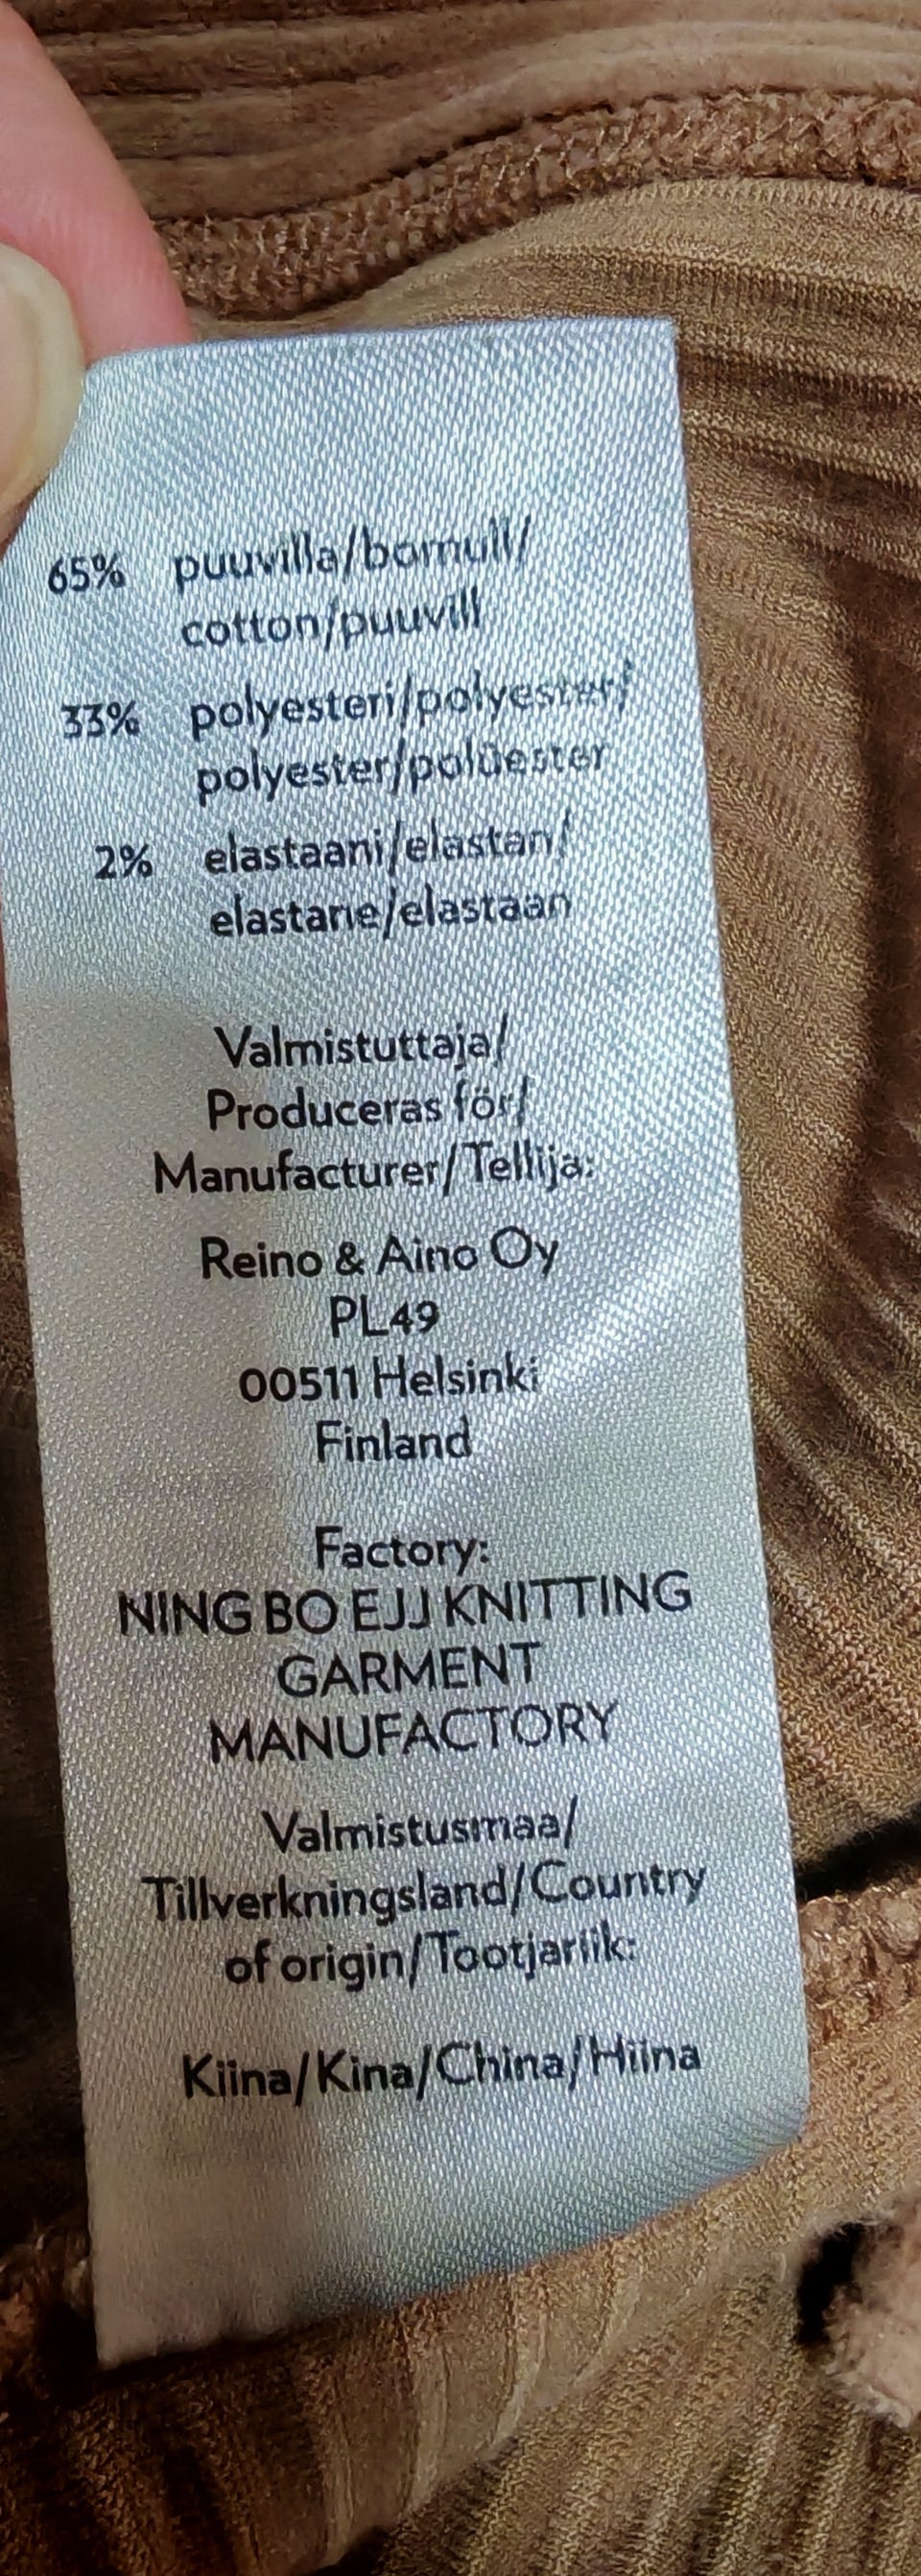 65% puuvilla/bomull/
cotton/puuvill
33% polyesteri/polyester/
polyester/polüester
2% elastaani/elastan/
elastane/elastaan
Valmistuttaja/
Produceras för/
Manufacturer/Tellija:
Reino & Aino Oy
PL49
00511 Helsinki
Finland
Factory:
NING BO EJJ KNITTING
GARMENT
MANUFACTORY
Valmistusmaa/
Tillverkningsland/Country
of origin/Tootjariik:
Kiina/Kina/China/Hiina